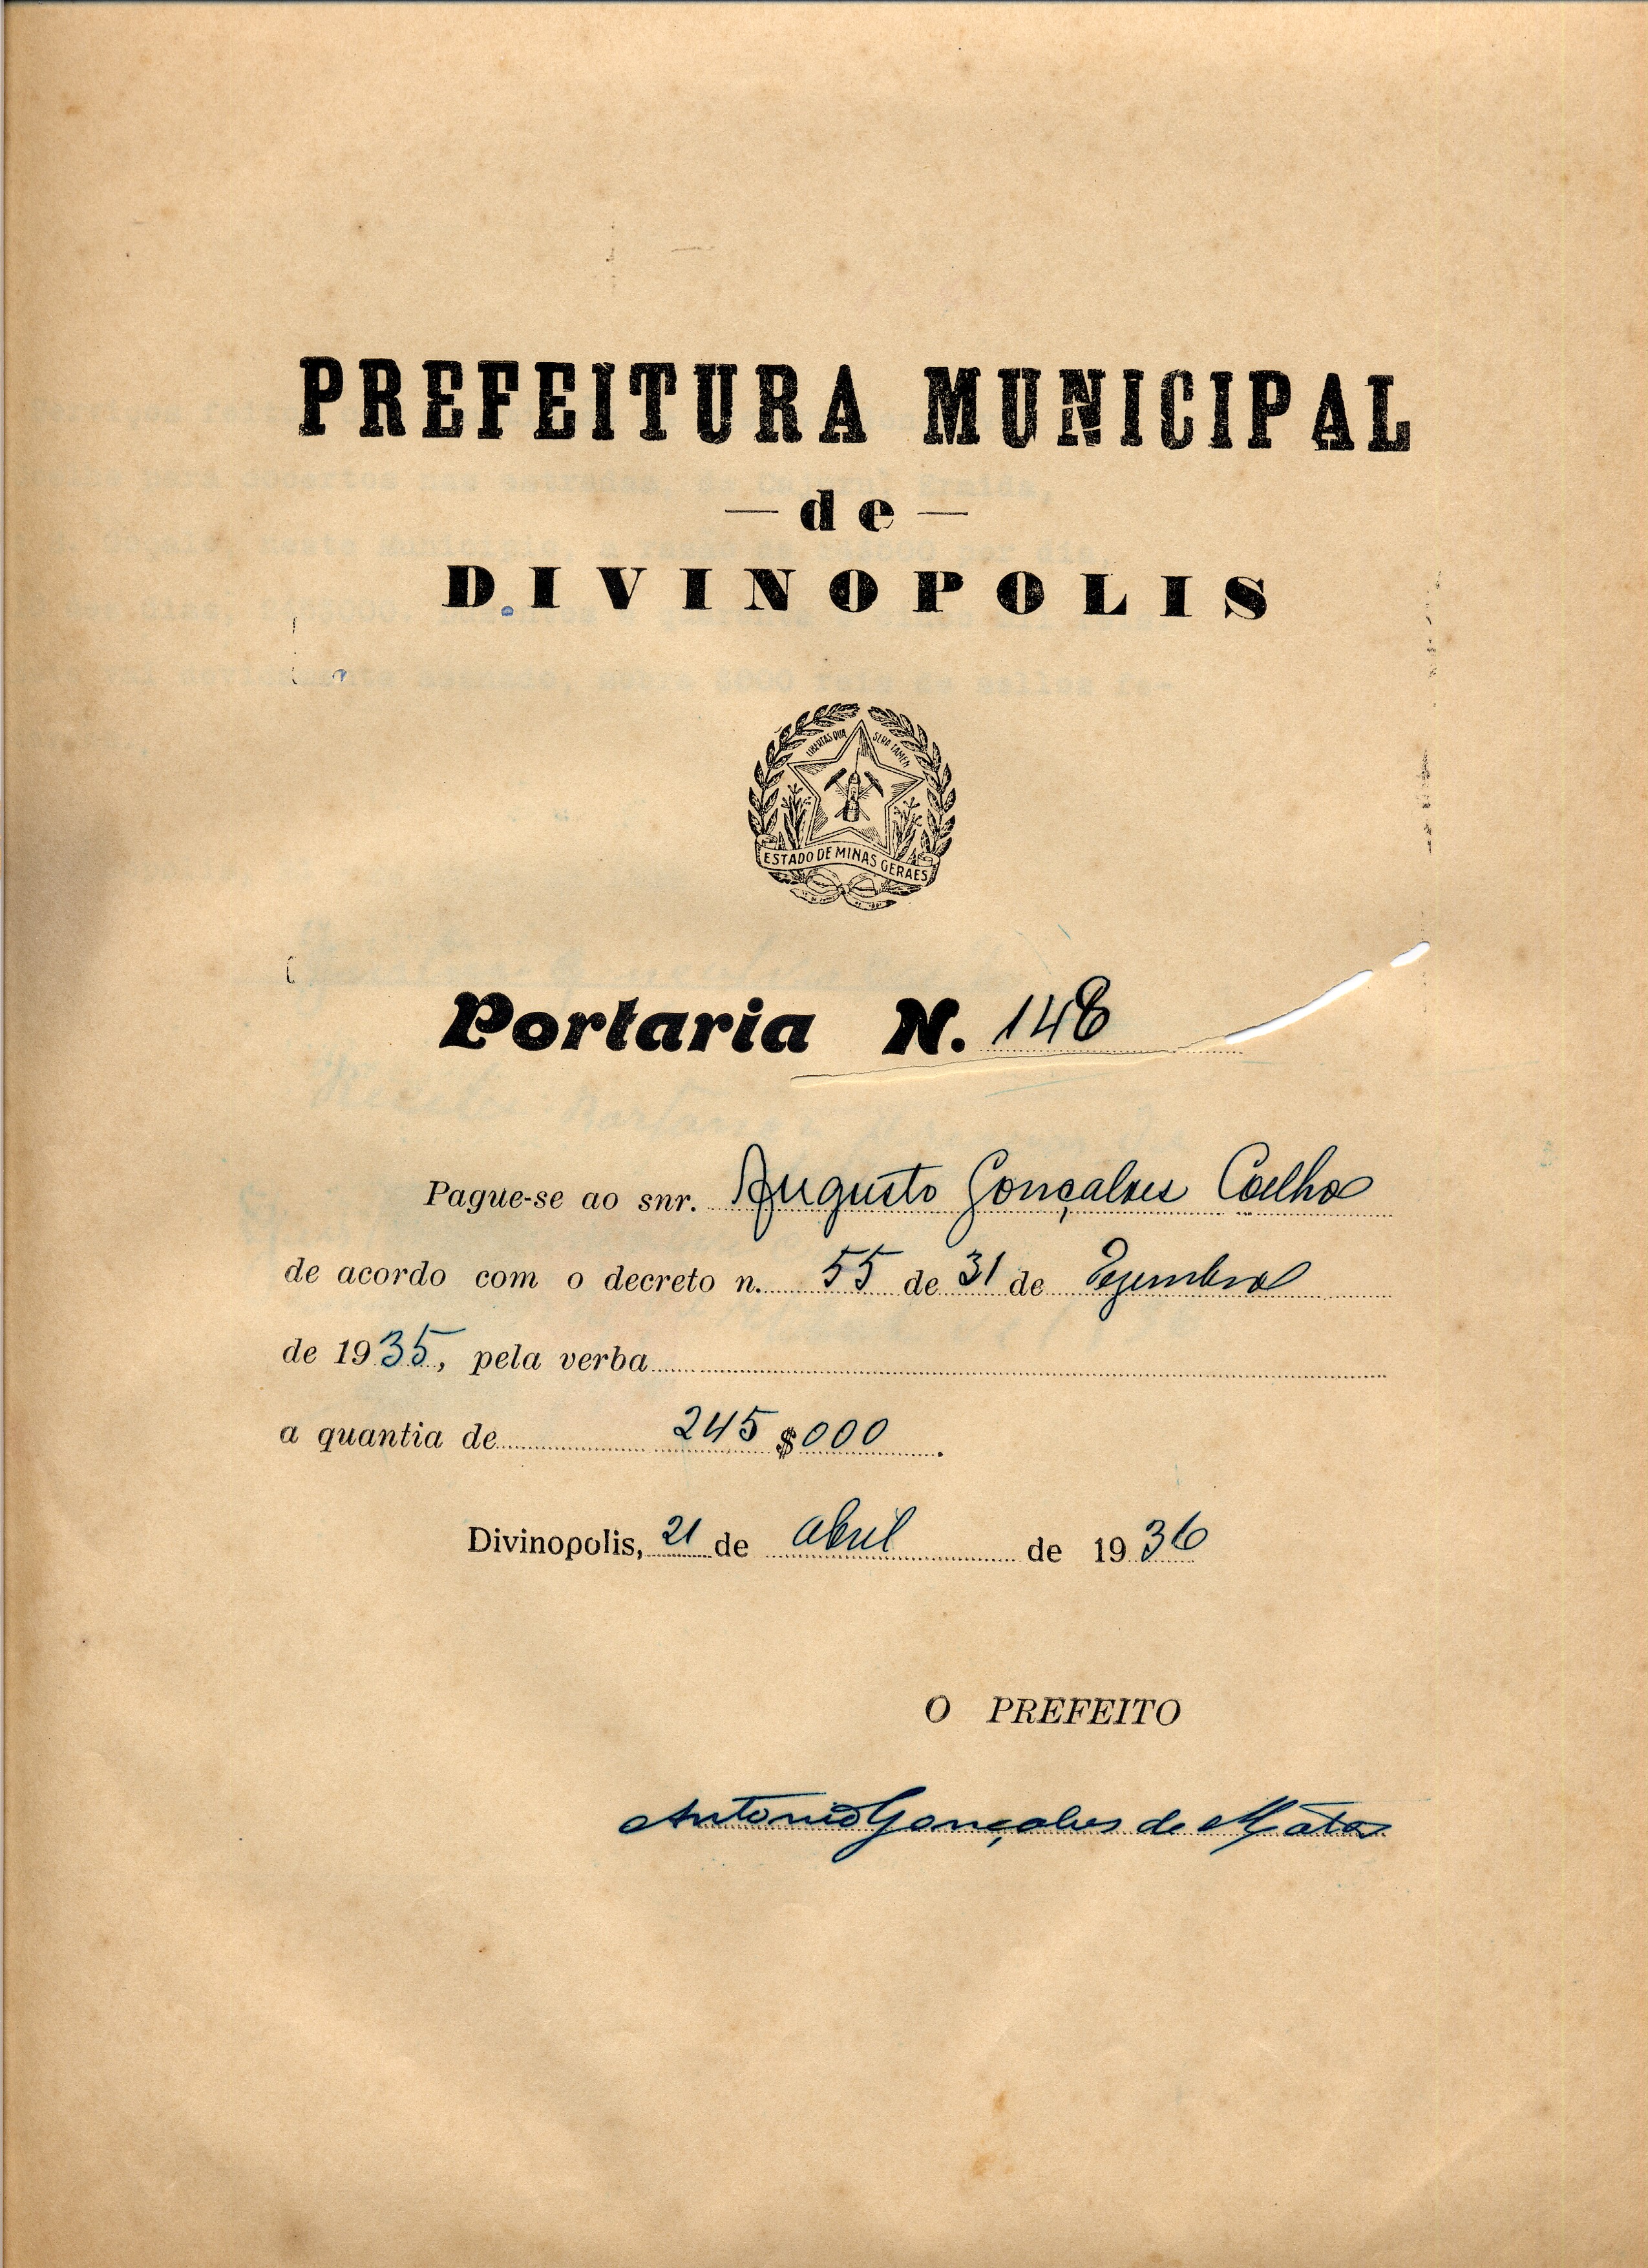 PREFEITURA MUNICIPAL
— de —
DIVINOPOLIS
LIBERTAS QUÆ SERA TAMEN
ESTADO DE MINAS GERAES
Portaria N. 148
Pague-se ao snr. Augusto Gonçalves Coelho
de acordo com o decreto n. 55 de 31 de Dezembro
de 1935, pela verba
a quantia de 245$000.
Divinopolis, 21 de abril de 1936
O PREFEITO
Antonio Gonçalves de Mátos